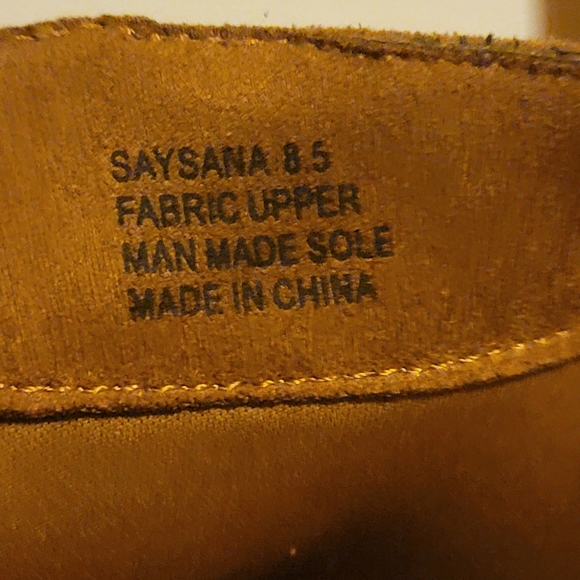 SAYSANA 8.5
FABRIC UPPER
MAN MADE SOLE
MADE IN CHINA